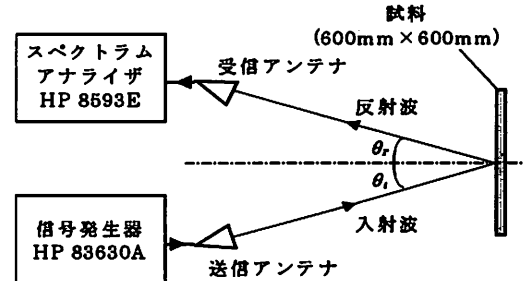 試料
(600mm×600mm)
スペクトラム
アナライザ
HP 8593E
受信アンテナ
反射波
θr
θi
入射波
信号発生器
HP 83630A
送信アンテナ